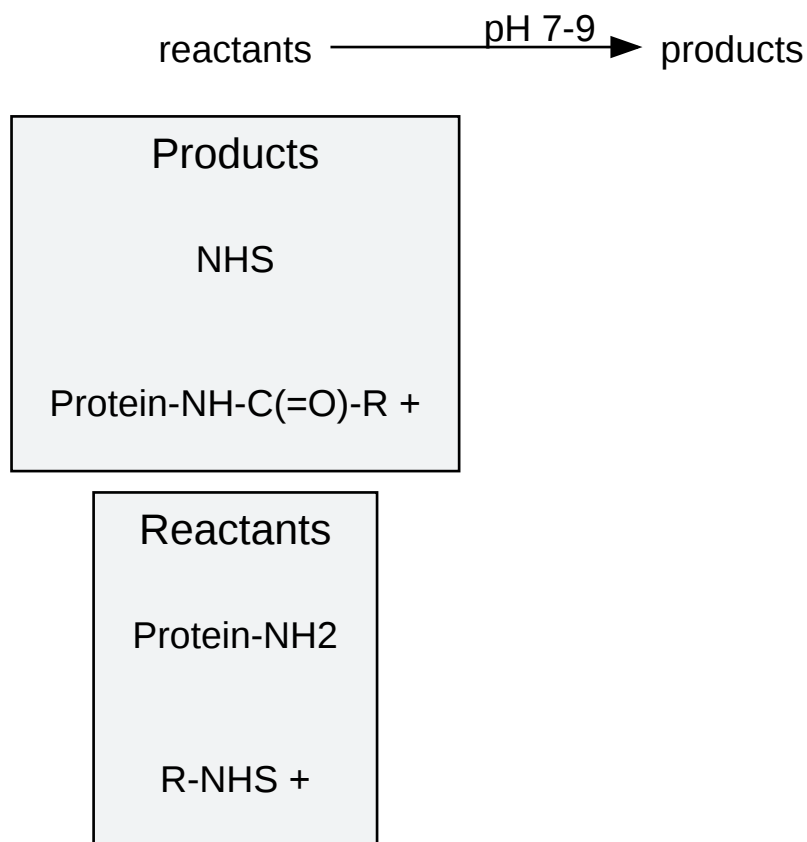 reactants pH 7-9 products
Products
NHS
Protein-NH-C(=O)-R +
Reactants
Protein-NH2
R-NHS +